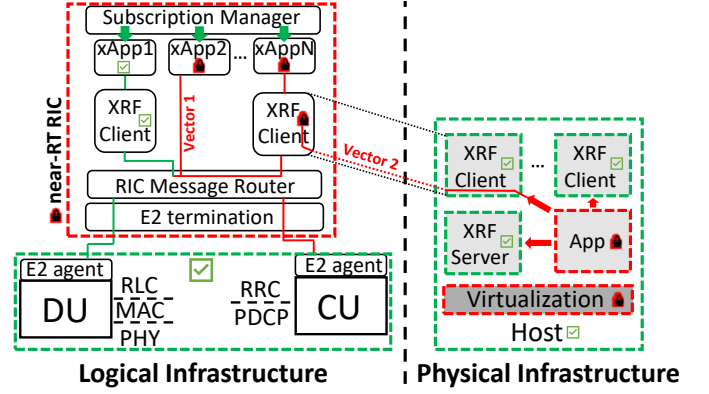 Subscription Manager
xApp1
xApp2
...
xAppN
near-RT RIC
XRF
Client
Vector 1
XRF
Client
Vector 2
RIC Message Router
E2 termination
E2 agent
DU
RLC
MAC
PHY
RRC
PDCP
E2 agent
CU
Logical Infrastructure
XRF
Client
...
XRF
Client
XRF
Server
App
Virtualization
Host
Physical Infrastructure